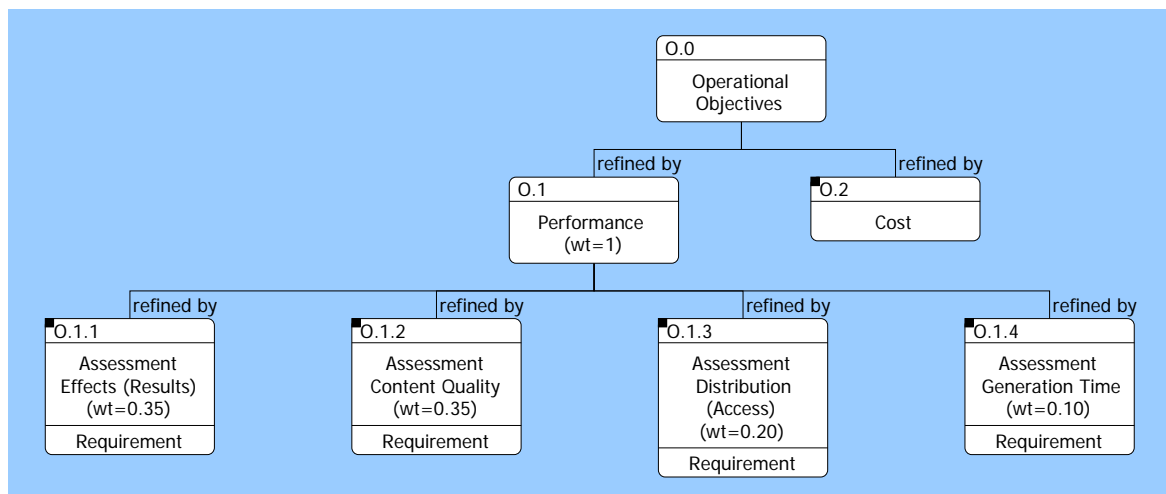 O.0
Operational
Objectives
refined by
refined by
O.1
Performance
(wt=1)
O.2
Cost
refined by
refined by
refined by
refined by
O.1.1
Assessment
Effects (Results)
(wt=0.35)
Requirement
O.1.2
Assessment
Content Quality
(wt=0.35)
Requirement
O.1.3
Assessment
Distribution
(Access)
(wt=0.20)
Requirement
O.1.4
Assessment
Generation Time
(wt=0.10)
Requirement